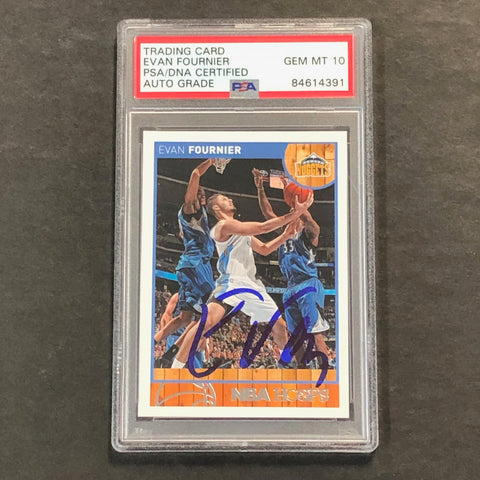 TRADING CARD
EVAN FOURNIER
PSA/DNA CERTIFIED
AUTO GRADE
GEM MT 10
84614391
PSA
EVAN FOURNIER
NUGGETS
33
NBA HOOPS